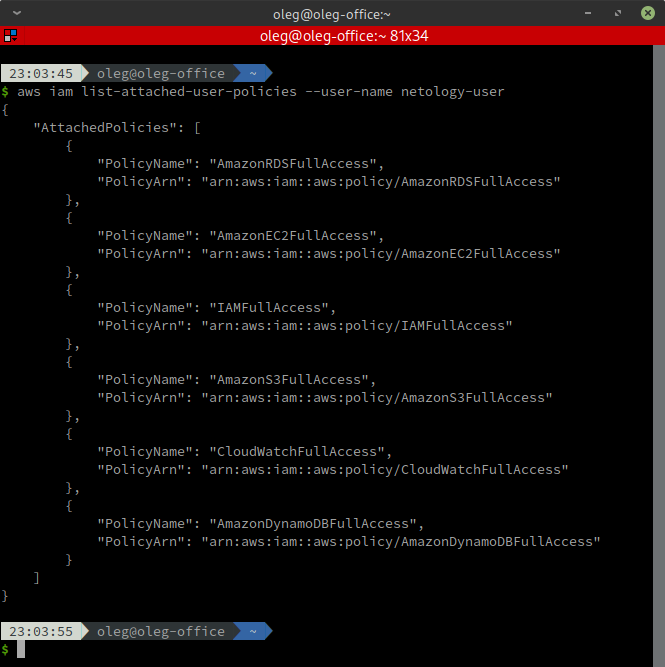 oleg@oleg-office:~
oleg@oleg-office:~ 81x34
23:03:45 oleg@oleg-office ~
$ aws iam list-attached-user-policies --user-name netology-user
{
    "AttachedPolicies": [
        {
            "PolicyName": "AmazonRDSFullAccess",
            "PolicyArn": "arn:aws:iam::aws:policy/AmazonRDSFullAccess"
        },
        {
            "PolicyName": "AmazonEC2FullAccess",
            "PolicyArn": "arn:aws:iam::aws:policy/AmazonEC2FullAccess"
        },
        {
            "PolicyName": "IAMFullAccess",
            "PolicyArn": "arn:aws:iam::aws:policy/IAMFullAccess"
        },
        {
            "PolicyName": "AmazonS3FullAccess",
            "PolicyArn": "arn:aws:iam::aws:policy/AmazonS3FullAccess"
        },
        {
            "PolicyName": "CloudWatchFullAccess",
            "PolicyArn": "arn:aws:iam::aws:policy/CloudWatchFullAccess"
        },
        {
            "PolicyName": "AmazonDynamoDBFullAccess",
            "PolicyArn": "arn:aws:iam::aws:policy/AmazonDynamoDBFullAccess"
        }
    ]
}
23:03:55 oleg@oleg-office ~
$